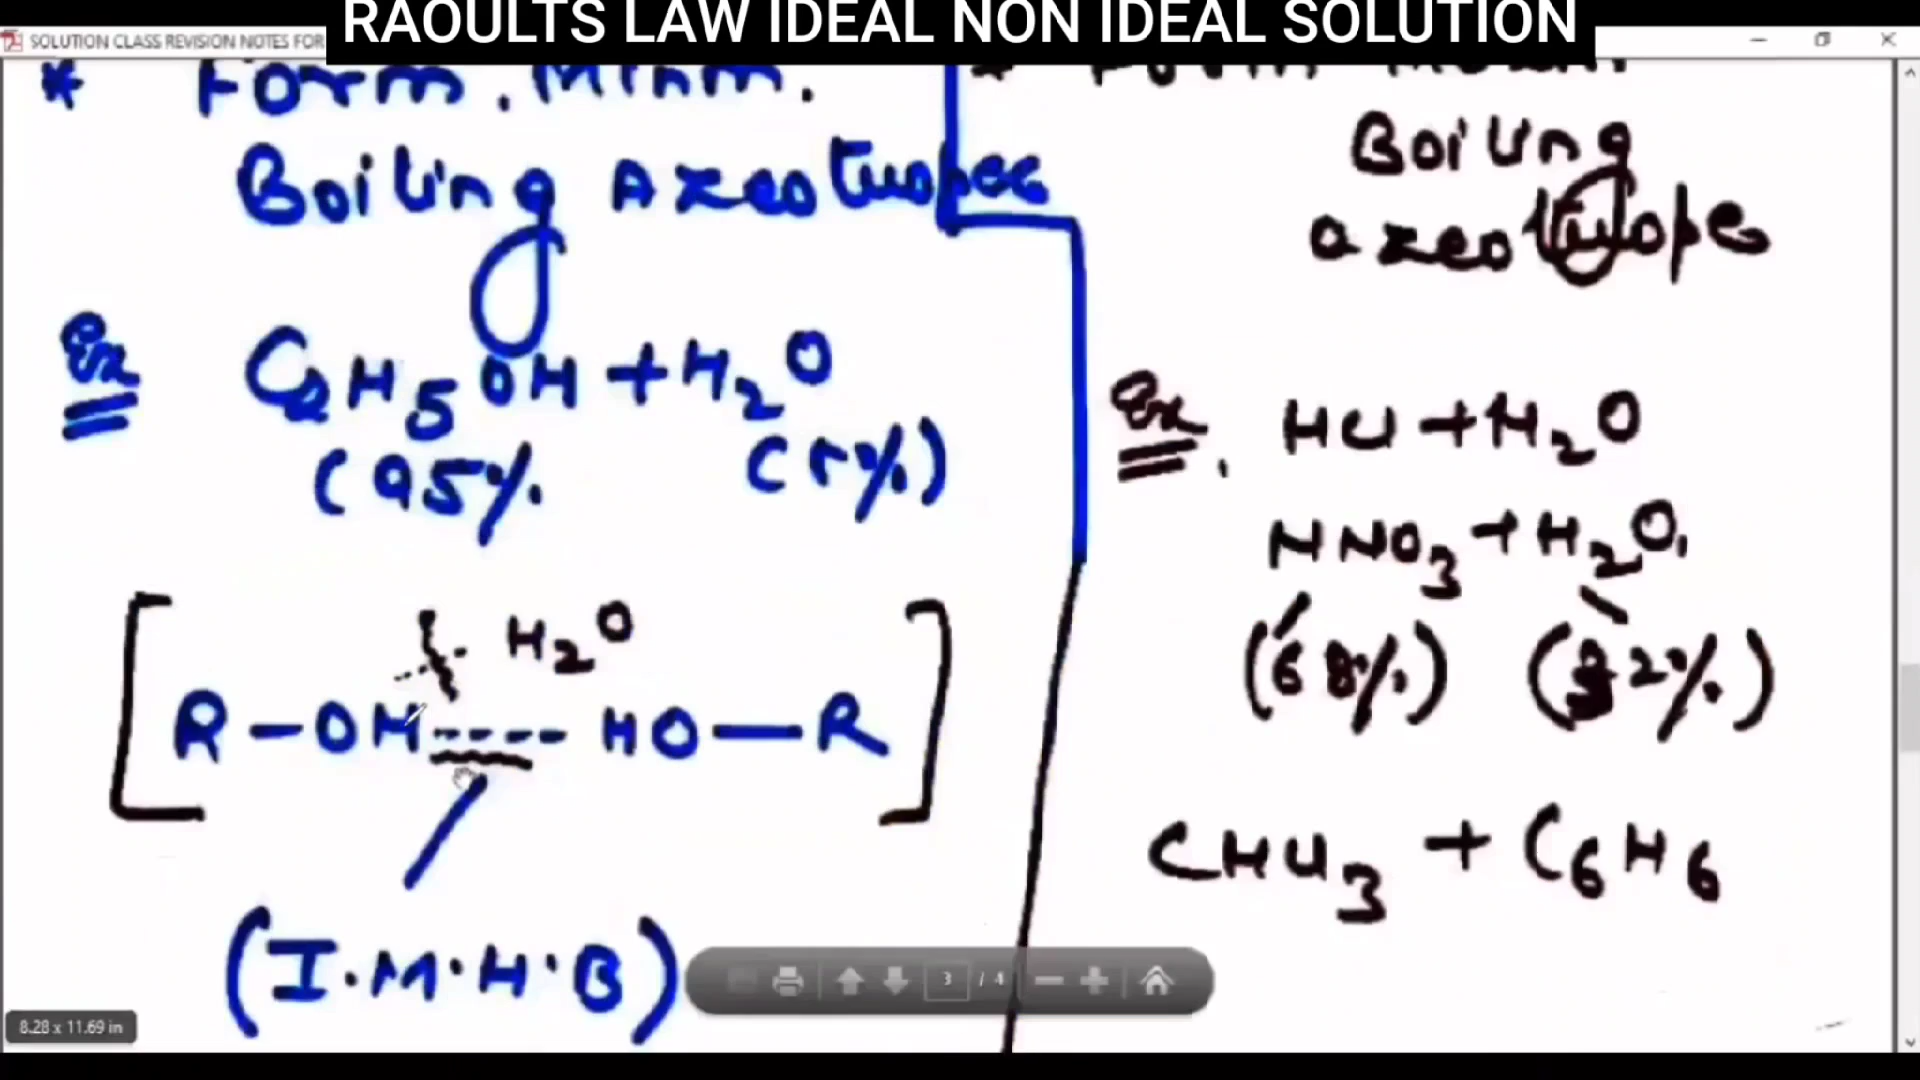 RAOULTS LAW IDEAL NON IDEAL SOLUTION
SOLUTION CLASS REVISION NOTES FOR
* Form. Minm.
Boiling Azeotropes
Ex C2H5OH + H2O
(95% (5%)
H2O
R-OH---- HO-R
(I.M.H.B)
* Form
Boiling
azeotrope
Ex. HCl + H2O
HNO3 + H2O.
(68%) (32%)
CHCl3 + C6H6
3 / 4
8.28 x 11.69 in